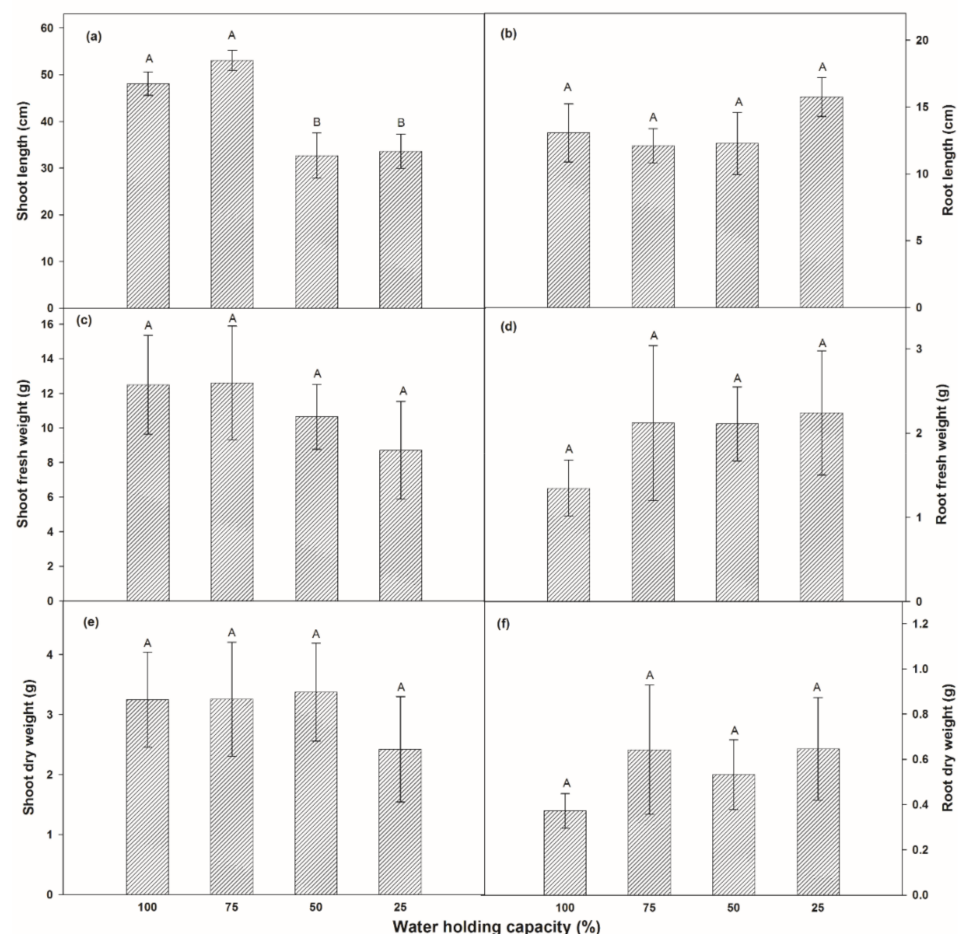 (a)
Shoot length (cm)
60
50
40
30
20
10
0
A
A
B
B
(b)
Root length (cm)
20
15
10
5
0
A
A
A
A
(c)
Shoot fresh weight (g)
16
14
12
10
8
6
4
2
0
A
A
A
A
(d)
Root fresh weight (g)
3
2
1
0
A
A
A
A
(e)
Shoot dry weight (g)
4
3
2
1
0
A
A
A
A
(f)
Root dry weight (g)
1.2
1.0
0.8
0.6
0.4
0.2
0.0
A
A
A
A
100 75 50 25 100 75 50 25
Water holding capacity (%)